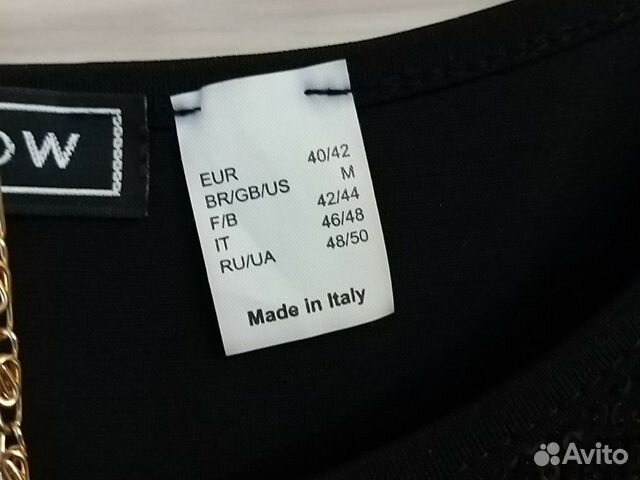 OW
EUR 40/42
BR/GB/US M
F/B 42/44
IT 46/48
RU/UA 48/50
Made in Italy
Avito